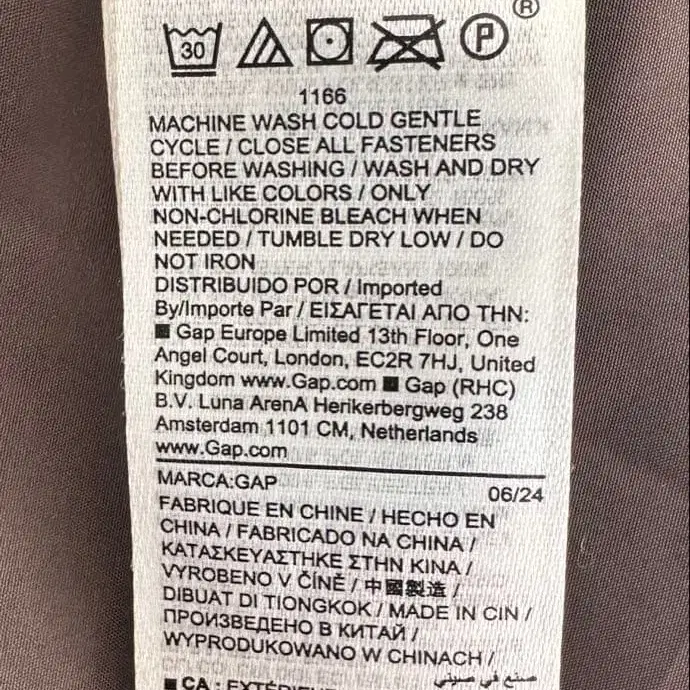 ®
30
P
1166
MACHINE WASH COLD GENTLE
CYCLE / CLOSE ALL FASTENERS
BEFORE WASHING / WASH AND DRY
WITH LIKE COLORS / ONLY
NON-CHLORINE BLEACH WHEN
NEEDED / TUMBLE DRY LOW / DO
NOT IRON
DISTRIBUIDO POR / Imported
By/Importe Par / ΕΙΣΑΓΕΤΑΙ ΑΠΟ ΤΗΝ:
■ Gap Europe Limited 13th Floor, One
Angel Court, London, EC2R 7HJ, United
Kingdom www.Gap.com ■ Gap (RHC)
B.V. Luna ArenA Herikerbergweg 238
Amsterdam 1101 CM, Netherlands
www.Gap.com
MARCA:GAP 06/24
FABRIQUE EN CHINE / HECHO EN
CHINA / FABRICADO NA CHINA /
ΚΑΤΑΣΚΕΥΑΣΤΗΚΕ ΣΤΗΝ ΚΙΝΑ /
VYROBENO V ČÍNĚ / 中國製造 /
DIBUAT DI TIONGKOK / MADE IN CIN /
ПРОИЗВЕДЕНО В КИТАЙ /
WYPRODUKOWANO W CHINACH /
صنع في صيني
■ CA : EXTÉRIEUR